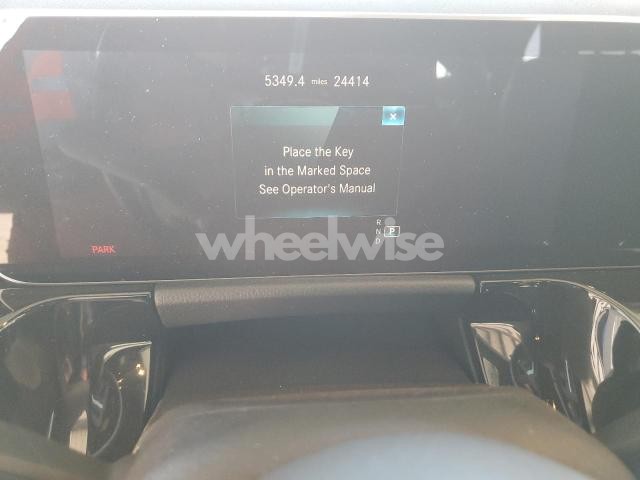 5349.4 miles 24414
x
Place the Key
in the Marked Space
See Operator's Manual
R
N P
D
PARK
wheelwise